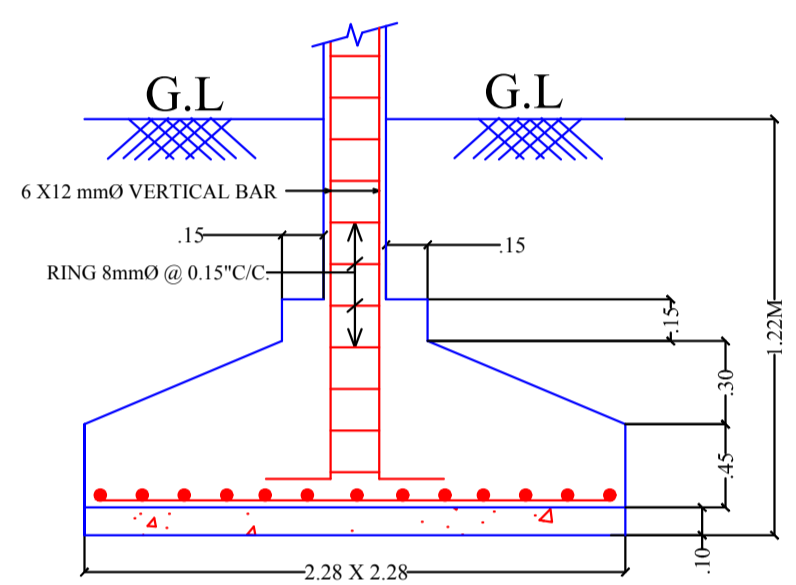 G.L
G.L
6 X12 mmØ VERTICAL BAR
.15
.15
RING 8mmØ @ 0.15"C/C.
.15
1.22M
.30
.45
.10
2.28 X 2.28